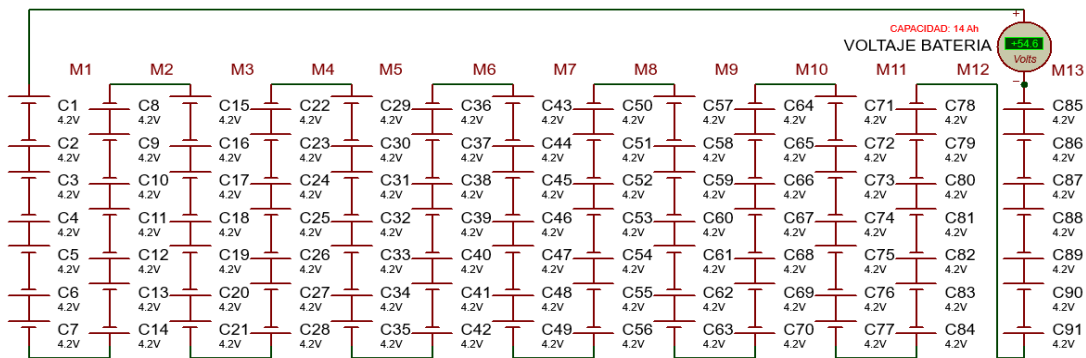 CAPACIDAD: 14 Ah
VOLTAJE BATERIA
+
+54.6
Volts
−
M1 M2 M3 M4 M5 M6 M7 M8 M9 M10 M11 M12 M13
C1 C8 C15 C22 C29 C36 C43 C50 C57 C64 C71 C78 C85
4.2V 4.2V 4.2V 4.2V 4.2V 4.2V 4.2V 4.2V 4.2V 4.2V 4.2V 4.2V 4.2V
C2 C9 C16 C23 C30 C37 C44 C51 C58 C65 C72 C79 C86
4.2V 4.2V 4.2V 4.2V 4.2V 4.2V 4.2V 4.2V 4.2V 4.2V 4.2V 4.2V 4.2V
C3 C10 C17 C24 C31 C38 C45 C52 C59 C66 C73 C80 C87
4.2V 4.2V 4.2V 4.2V 4.2V 4.2V 4.2V 4.2V 4.2V 4.2V 4.2V 4.2V 4.2V
C4 C11 C18 C25 C32 C39 C46 C53 C60 C67 C74 C81 C88
4.2V 4.2V 4.2V 4.2V 4.2V 4.2V 4.2V 4.2V 4.2V 4.2V 4.2V 4.2V 4.2V
C5 C12 C19 C26 C33 C40 C47 C54 C61 C68 C75 C82 C89
4.2V 4.2V 4.2V 4.2V 4.2V 4.2V 4.2V 4.2V 4.2V 4.2V 4.2V 4.2V 4.2V
C6 C13 C20 C27 C34 C41 C48 C55 C62 C69 C76 C83 C90
4.2V 4.2V 4.2V 4.2V 4.2V 4.2V 4.2V 4.2V 4.2V 4.2V 4.2V 4.2V 4.2V
C7 C14 C21 C28 C35 C42 C49 C56 C63 C70 C77 C84 C91
4.2V 4.2V 4.2V 4.2V 4.2V 4.2V 4.2V 4.2V 4.2V 4.2V 4.2V 4.2V 4.2V